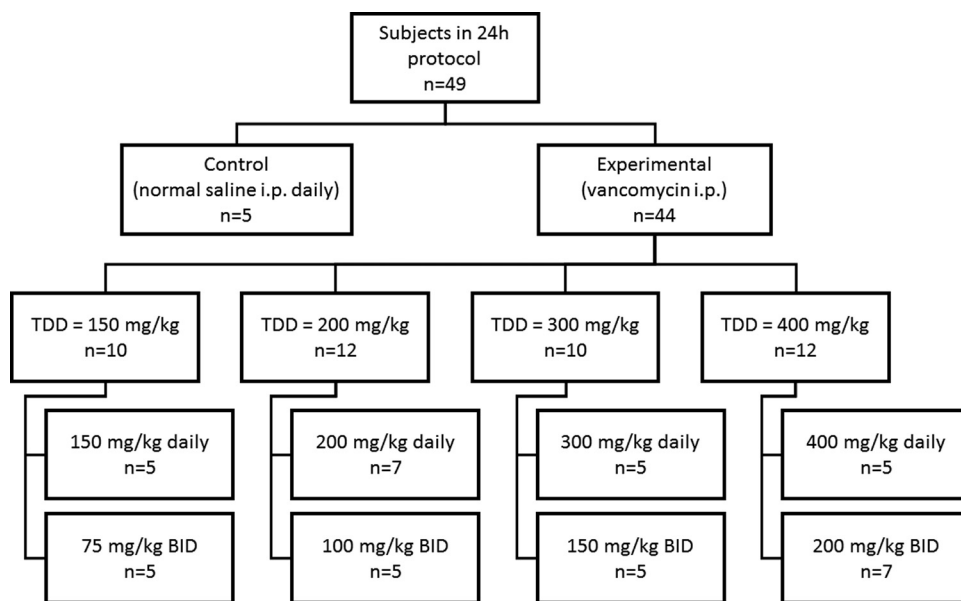 Subjects in 24h
protocol
n=49
Control
(normal saline i.p. daily)
n=5
Experimental
(vancomycin i.p.)
n=44
TDD = 150 mg/kg
n=10
TDD = 200 mg/kg
n=12
TDD = 300 mg/kg
n=10
TDD = 400 mg/kg
n=12
150 mg/kg daily
n=5
200 mg/kg daily
n=7
300 mg/kg daily
n=5
400 mg/kg daily
n=5
75 mg/kg BID
n=5
100 mg/kg BID
n=5
150 mg/kg BID
n=5
200 mg/kg BID
n=7